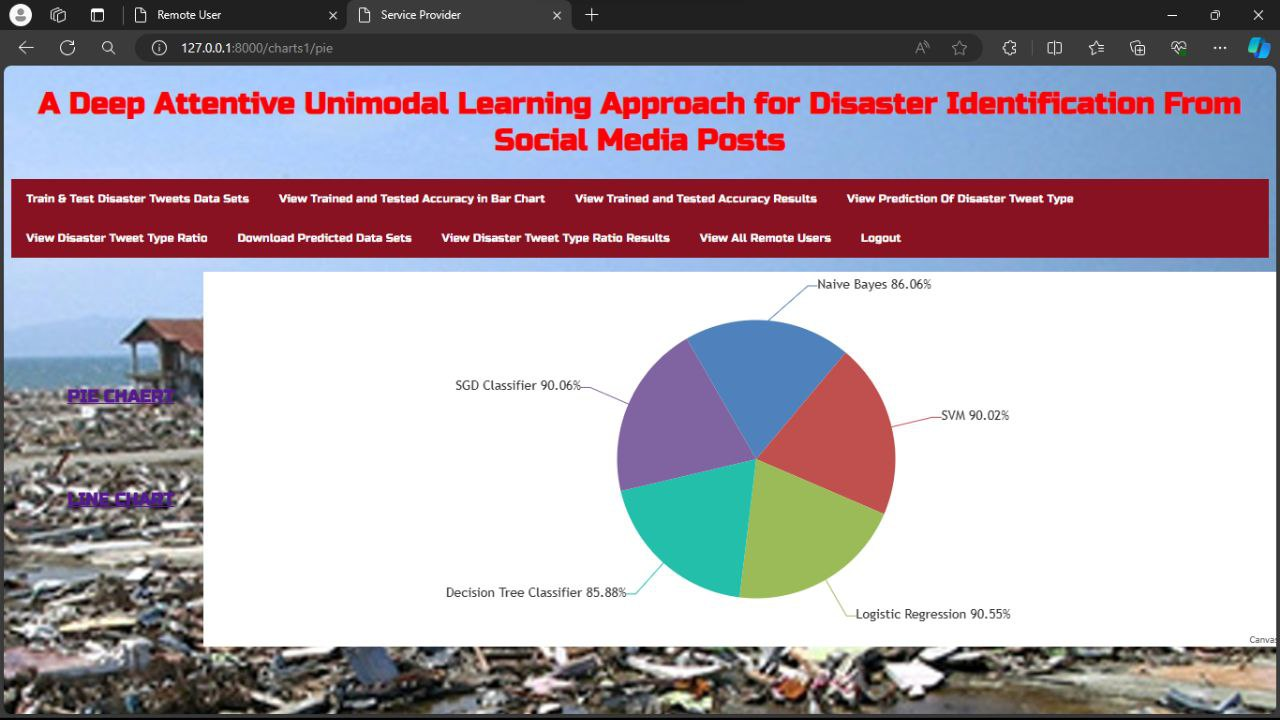 Remote User
Service Provider
127.0.0.1:8000/charts1/pie
A Deep Attentive Unimodal Learning Approach for Disaster Identification From
Social Media Posts
Train & Test Disaster Tweets Data Sets View Trained and Tested Accuracy in Bar Chart View Trained and Tested Accuracy Results View Prediction Of Disaster Tweet Type
View Disaster Tweet Type Ratio Download Predicted Data Sets View Disaster Tweet Type Ratio Results View All Remote Users Logout
Naive Bayes 86.06%
SGD Classifier 90.06%
PIE CHAERT
SVM 90.02%
LINE CHART
Decision Tree Classifier 85.88%
Logistic Regression 90.55%
Canvas